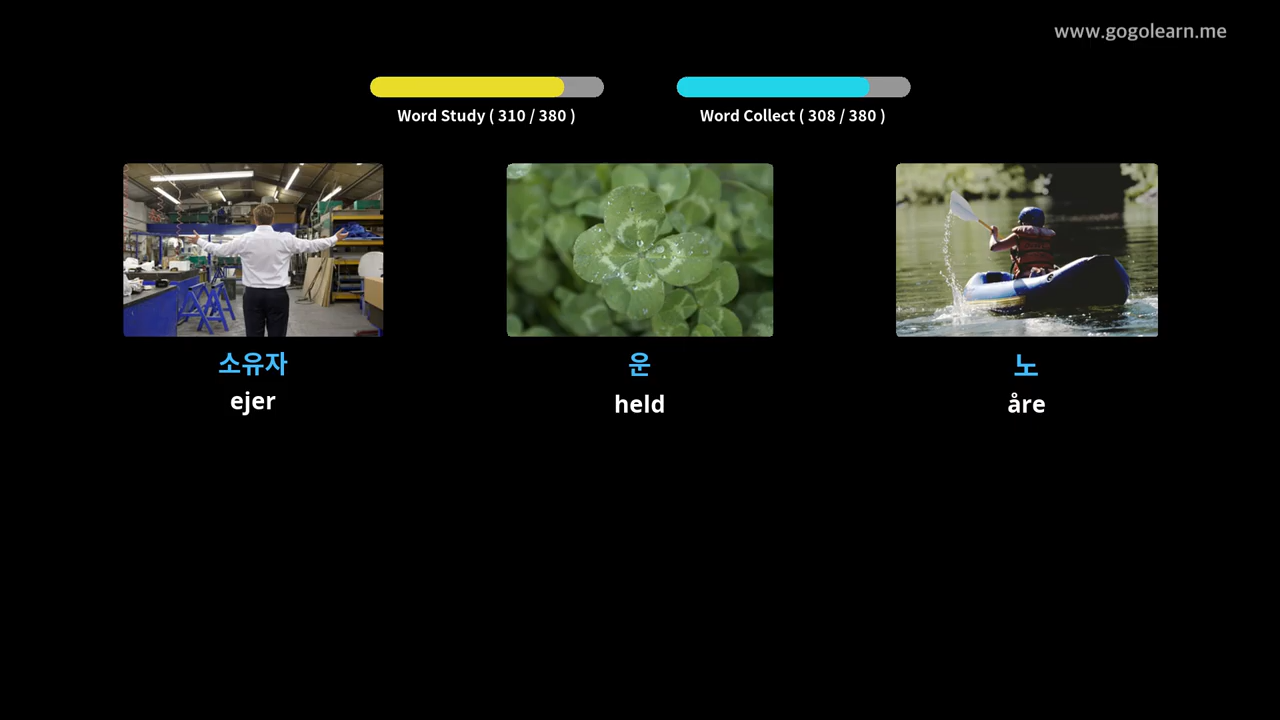 www.gogolearn.me
Word Study ( 310 / 380 )
Word Collect ( 308 / 380 )
소유자
운
노
ejer
held
åre